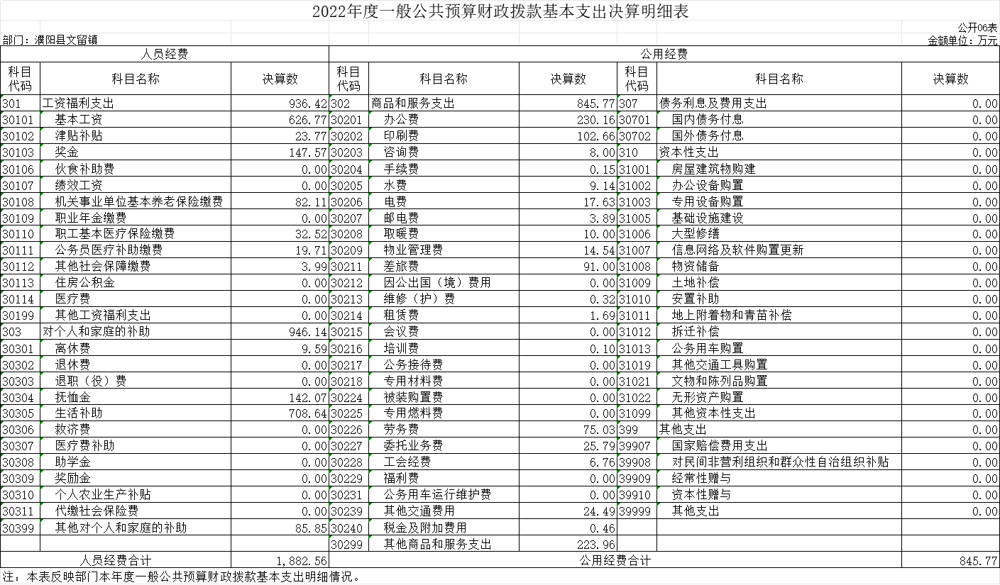 2022年度一般公共预算财政拨款基本支出决算明细表
公开06表
部门：濮阳县文留镇 金额单位：万元
人员经费 公用经费
科目代码 科目名称 决算数 科目代码 科目名称 决算数 科目代码 科目名称 决算数
301 工资福利支出 936.42 302 商品和服务支出 845.77 307 债务利息及费用支出 0.00
30101 基本工资 626.77 30201 办公费 230.16 30701 国内债务付息 0.00
30102 津贴补贴 23.77 30202 印刷费 102.66 30702 国外债务付息 0.00
30103 奖金 147.57 30203 咨询费 8.00 310 资本性支出 0.00
30106 伙食补助费 0.00 30204 手续费 0.15 31001 房屋建筑物购建 0.00
30107 绩效工资 0.00 30205 水费 9.14 31002 办公设备购置 0.00
30108 机关事业单位基本养老保险缴费 82.11 30206 电费 17.63 31003 专用设备购置 0.00
30109 职业年金缴费 0.00 30207 邮电费 3.89 31005 基础设施建设 0.00
30110 职工基本医疗保险缴费 32.52 30208 取暖费 10.00 31006 大型修缮 0.00
30111 公务员医疗补助缴费 19.71 30209 物业管理费 14.54 31007 信息网络及软件购置更新 0.00
30112 其他社会保障缴费 3.99 30211 差旅费 91.00 31008 物资储备 0.00
30113 住房公积金 0.00 30212 因公出国（境）费用 0.00 31009 土地补偿 0.00
30114 医疗费 0.00 30213 维修（护）费 0.32 31010 安置补助 0.00
30199 其他工资福利支出 0.00 30214 租赁费 1.69 31011 地上附着物和青苗补偿 0.00
303 对个人和家庭的补助 946.14 30215 会议费 0.00 31012 拆迁补偿 0.00
30301 离休费 9.59 30216 培训费 0.10 31013 公务用车购置 0.00
30302 退休费 0.00 30217 公务接待费 0.00 31019 其他交通工具购置 0.00
30303 退职（役）费 0.00 30218 专用材料费 0.00 31021 文物和陈列品购置 0.00
30304 抚恤金 142.07 30224 被装购置费 0.00 31022 无形资产购置 0.00
30305 生活补助 708.64 30225 专用燃料费 0.00 31099 其他资本性支出 0.00
30306 救济费 0.00 30226 劳务费 75.03 399 其他支出 0.00
30307 医疗费补助 0.00 30227 委托业务费 25.79 39907 国家赔偿费用支出 0.00
30308 助学金 0.00 30228 工会经费 6.76 39908 对民间非营利组织和群众性自治组织补贴 0.00
30309 奖励金 0.00 30229 福利费 0.00 39909 经常性赠与 0.00
30310 个人农业生产补贴 0.00 30231 公务用车运行维护费 0.00 39910 资本性赠与 0.00
30311 代缴社会保险费 0.00 30239 其他交通费用 24.49 39999 其他支出 0.00
30399 其他对个人和家庭的补助 85.85 30240 税金及附加费用 0.46
30299 其他商品和服务支出 223.96
人员经费合计 1,882.56 公用经费合计 845.77
注：本表反映部门本年度一般公共预算财政拨款基本支出明细情况。